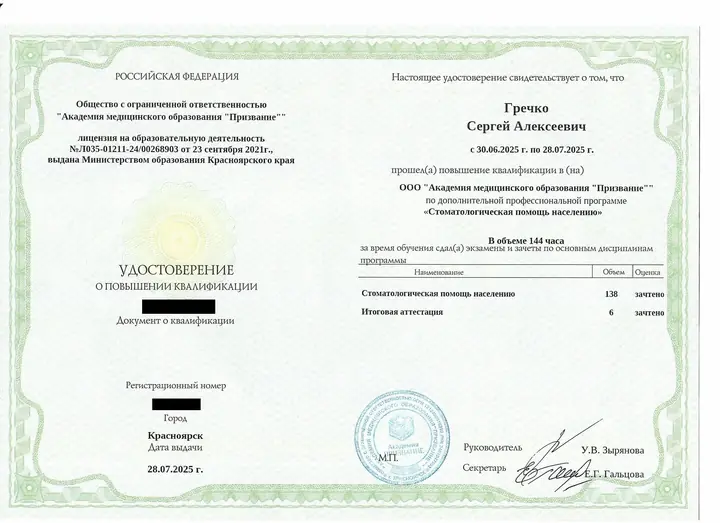 РОССИЙСКАЯ ФЕДЕРАЦИЯ
Общество с ограниченной ответственностью
"Академия медицинского образования "Призвание""
лицензия на образовательную деятельность
№Л035-01211-24/00268903 от 23 сентября 2021г.,
выдана Министерством образования Красноярского края
УДОСТОВЕРЕНИЕ
О ПОВЫШЕНИИ КВАЛИФИКАЦИИ
Документ о квалификации
Регистрационный номер
Город
Красноярск
Дата выдачи
28.07.2025 г.
Настоящее удостоверение свидетельствует о том, что
Гречко
Сергей Алексеевич
с 30.06.2025 г. по 28.07.2025 г.
прошел(а) повышение квалификации в (на)
ООО "Академия медицинского образования "Призвание""
по дополнительной профессиональной программе
«Стоматологическая помощь населению»
В объеме 144 часа
за время обучения сдал(а) экзамены и зачеты по основным дисциплинам
программы
Наименование Объем Оценка
Стоматологическая помощь населению 138 зачтено
Итоговая аттестация 6 зачтено
М.П.
Руководитель У.В. Зырянова
Секретарь Е.Г. Гальцова